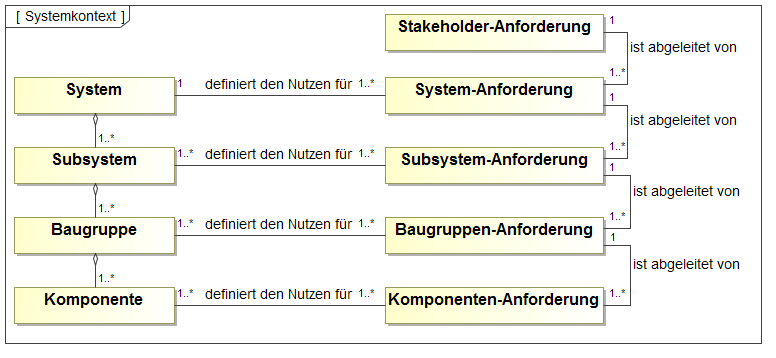 [ Systemkontext ]
Stakeholder-Anforderung
1
ist abgeleitet von
1..*
System
1
definiert den Nutzen für
1..*
System-Anforderung
1
ist abgeleitet von
1..*
1..*
Subsystem
1..*
definiert den Nutzen für
1..*
Subsystem-Anforderung
1
ist abgeleitet von
1..*
1..*
Baugruppe
1..*
definiert den Nutzen für
1..*
Baugruppen-Anforderung
1
ist abgeleitet von
1..*
Komponente
1..*
definiert den Nutzen für
1..*
Komponenten-Anforderung
1..*